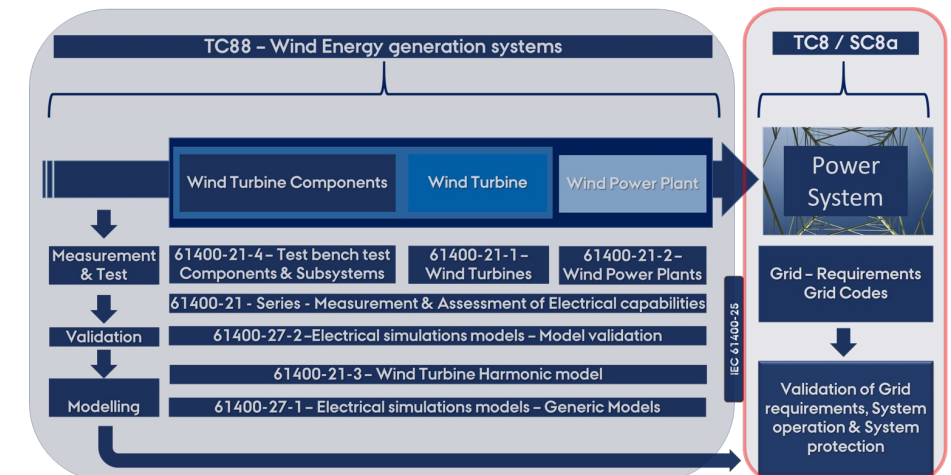 TC88 – Wind Energy generation systems
TC8 / SC8a
Wind Turbine Components
Wind Turbine
Wind Power Plant
Power
System
Measurement
& Test
61400-21-4 – Test bench test
Components & Subsystems
61400-21-1 –
Wind Turbines
61400-21-2 –
Wind Power Plants
61400-21 - Series - Measurement & Assessment of Electrical capabilities
Validation
61400-27-2 –Electrical simulations models – Model validation
Modelling
61400-21-3 – Wind Turbine Harmonic model
61400-27-1 – Electrical simulations models – Generic Models
IEC 61400-25
Grid – Requirements
Grid Codes
Validation of Grid
requirements, System
operation & System
protection